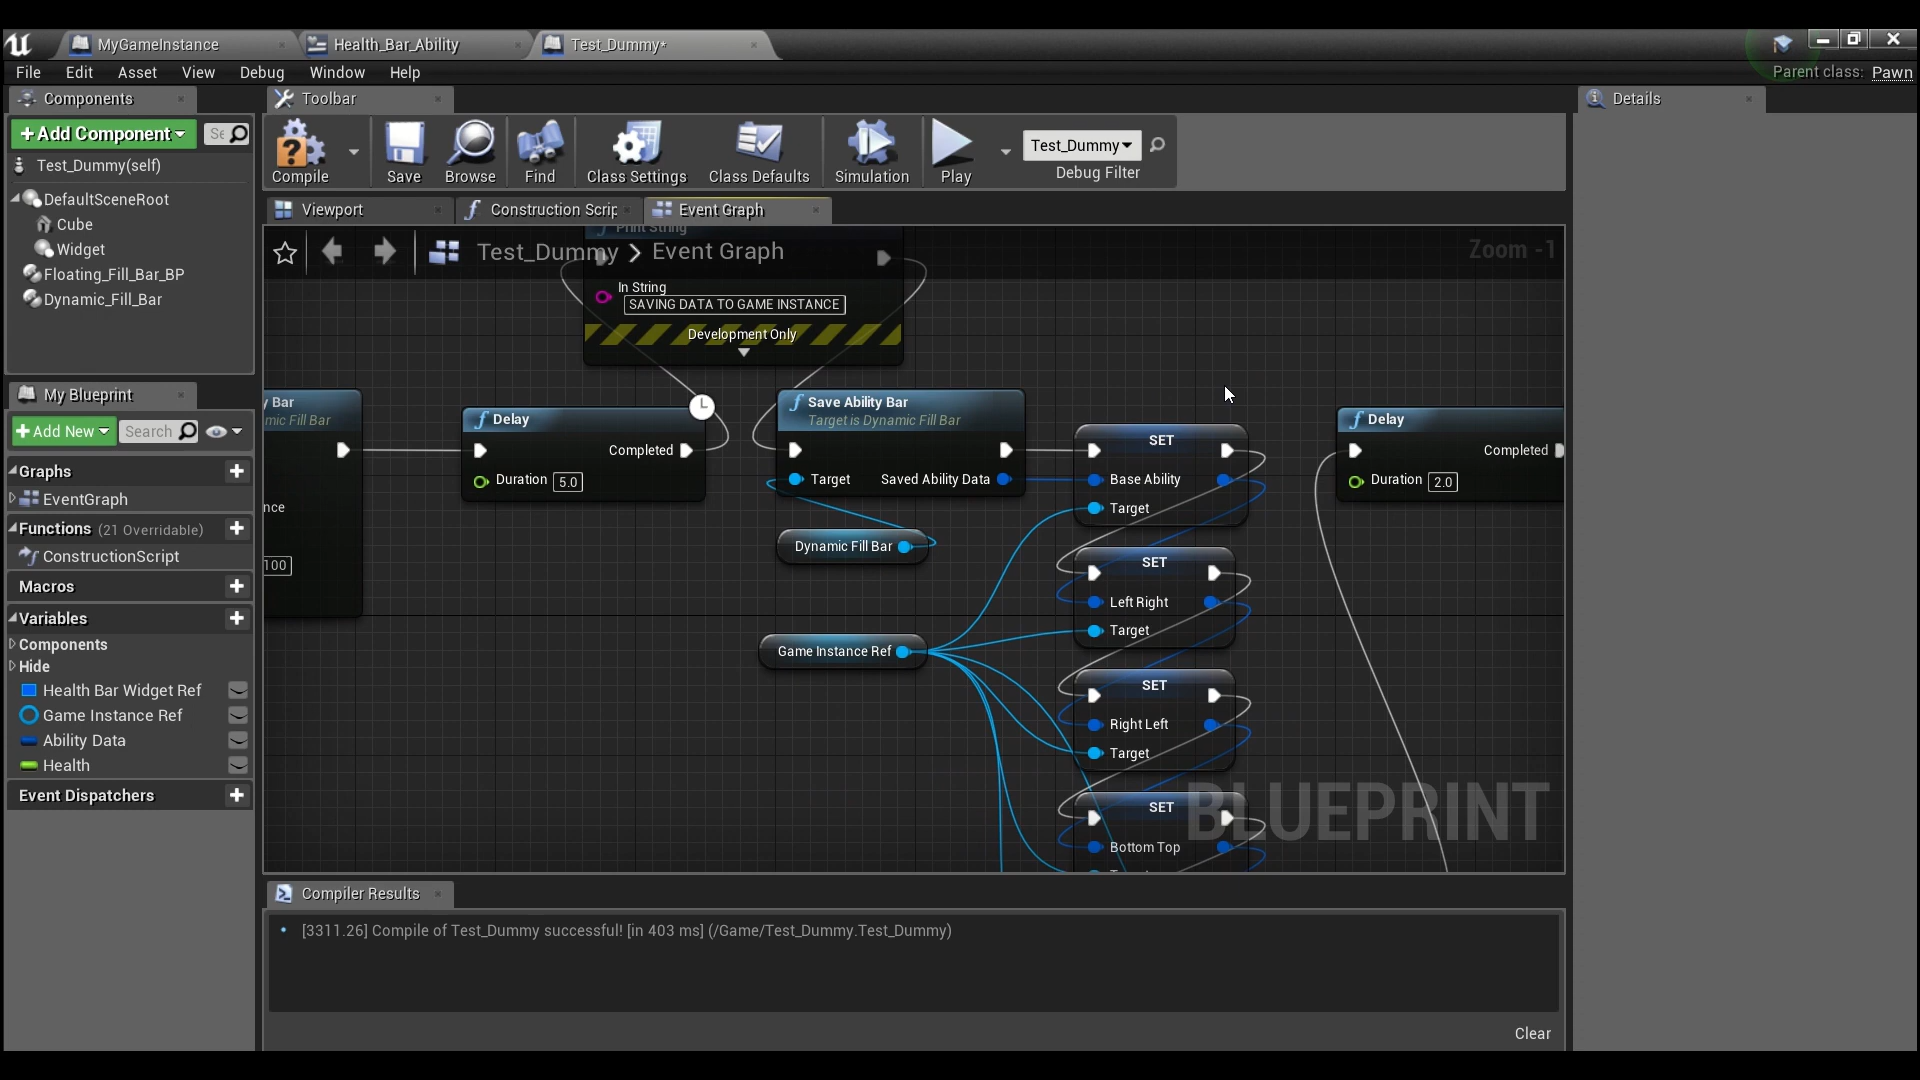 MyGameInstance
Health_Bar_Ability
Test_Dummy*
File Edit Asset View Debug Window Help
Parent class: Pawn
Components
Toolbar
Details
+Add Component
Se
Test_Dummy(self)
DefaultSceneRoot
Cube
Widget
Floating_Fill_Bar_BP
Dynamic_Fill_Bar
Compile
Save
Browse
Find
Class Settings
Class Defaults
Simulation
Play
Test_Dummy
Debug Filter
Viewport
Construction Scrip
Event Graph
Test_Dummy > Event Graph
Zoom -1
Print String
In String
SAVING DATA TO GAME INSTANCE
Development Only
My Blueprint
+Add New
Search
Graphs
EventGraph
Functions (21 Overridable)
ConstructionScript
Macros
Variables
Components
Hide
Health Bar Widget Ref
Game Instance Ref
Ability Data
Health
Event Dispatchers
y Bar
mic Fill Bar
nce
100
Delay
Completed
Duration 5.0
Save Ability Bar
Target is Dynamic Fill Bar
Target
Saved Ability Data
Dynamic Fill Bar
Game Instance Ref
SET
Base Ability
Target
SET
Left Right
Target
SET
Right Left
Target
SET
Bottom Top
Delay
Completed
Duration 2.0
BLUEPRINT
Compiler Results
[3311.26] Compile of Test_Dummy successful! [in 403 ms] (/Game/Test_Dummy.Test_Dummy)
Clear